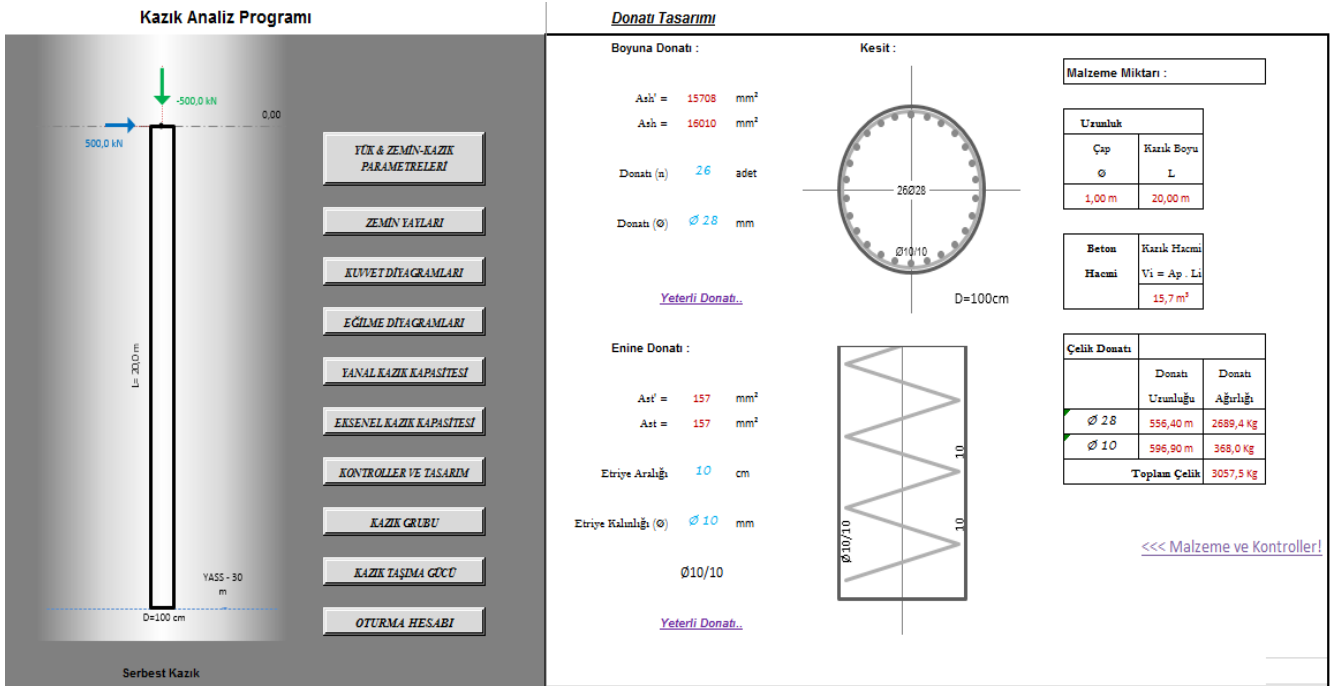 Kazık Analiz Programı
-500,0 kN
0,00
500,0 kN
L= 20,0 m
YASS - 30
m
D=100 cm
Serbest Kazık
YÜK & ZEMİN-KAZIK
PARAMETRELERİ
ZEMİN YAYLARI
KUVVET DİYAGRAMLARI
EĞİLME DİYAGRAMLARI
YANAL KAZIK KAPASİTESİ
EKSENEL KAZIK KAPASİTESİ
KONTROLLER VE TASARIM
KAZIK GRUBU
KAZIK TAŞIMA GÜCÜ
OTURMA HESABI
Donatı Tasarımı
Boyuna Donatı :
Ash' = 15708 mm²
Ash = 16010 mm²
Donatı (n) 26 adet
Donatı (Ø) Ø 28 mm
Yeterli Donatı..
Kesit :
26Ø28
Ø10/10
D=100cm
Enine Donatı :
Ast' = 157 mm²
Ast = 157 mm²
Etriye Aralığı 10 cm
Etriye Kalınlığı (Ø) Ø 10 mm
Ø10/10
Yeterli Donatı..
10
10
Ø10/10
Malzeme Miktarı :
Uzunluk
Çap Kazık Boyu
Ø L
1,00 m 20,00 m
Beton Kazık Hacmi
Hacmi Vi = Ap . Li
15,7 m³
Çelik Donatı
Donatı Donatı
Uzunluğu Ağırlığı
Ø 28 556,40 m 2689,4 Kg
Ø 10 596,90 m 368,0 Kg
Toplam Çelik 3057,5 Kg
<<< Malzeme ve Kontroller!